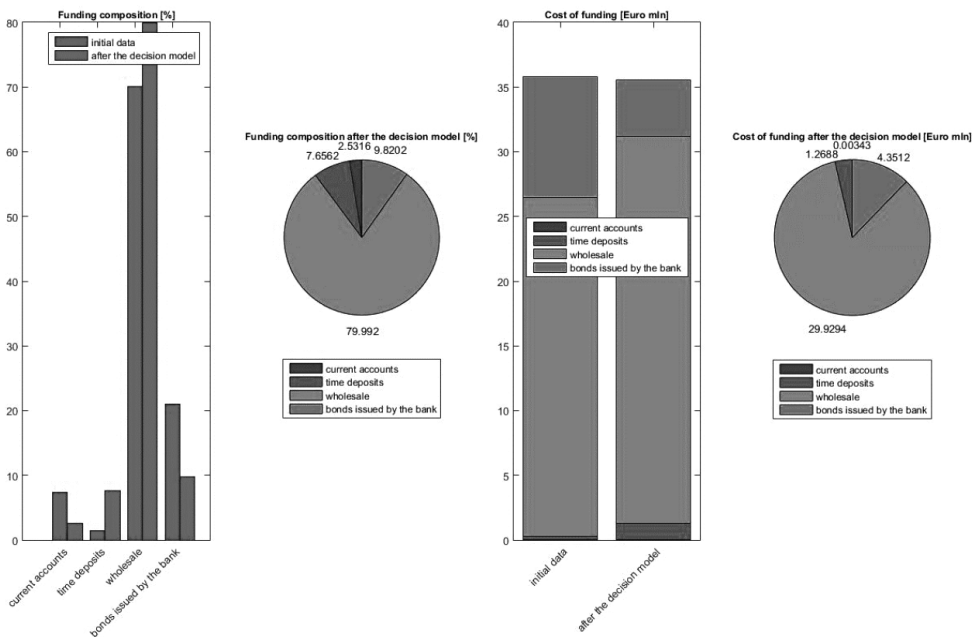 Funding composition [%]
80
70
60
50
40
30
20
10
0
initial data
after the decision model
current accounts
time deposits
wholesale
bonds issued by the bank
Funding composition after the decision model [%]
2.5316
7.6562
9.8202
79.992
current accounts
time deposits
wholesale
bonds issued by the bank
Cost of funding [Euro mln]
40
35
30
25
20
15
10
5
0
current accounts
time deposits
wholesale
bonds issued by the bank
initial data
after the decision model
Cost of funding after the decision model [Euro mln]
0.00343
1.2688
4.3512
29.9294
current accounts
time deposits
wholesale
bonds issued by the bank